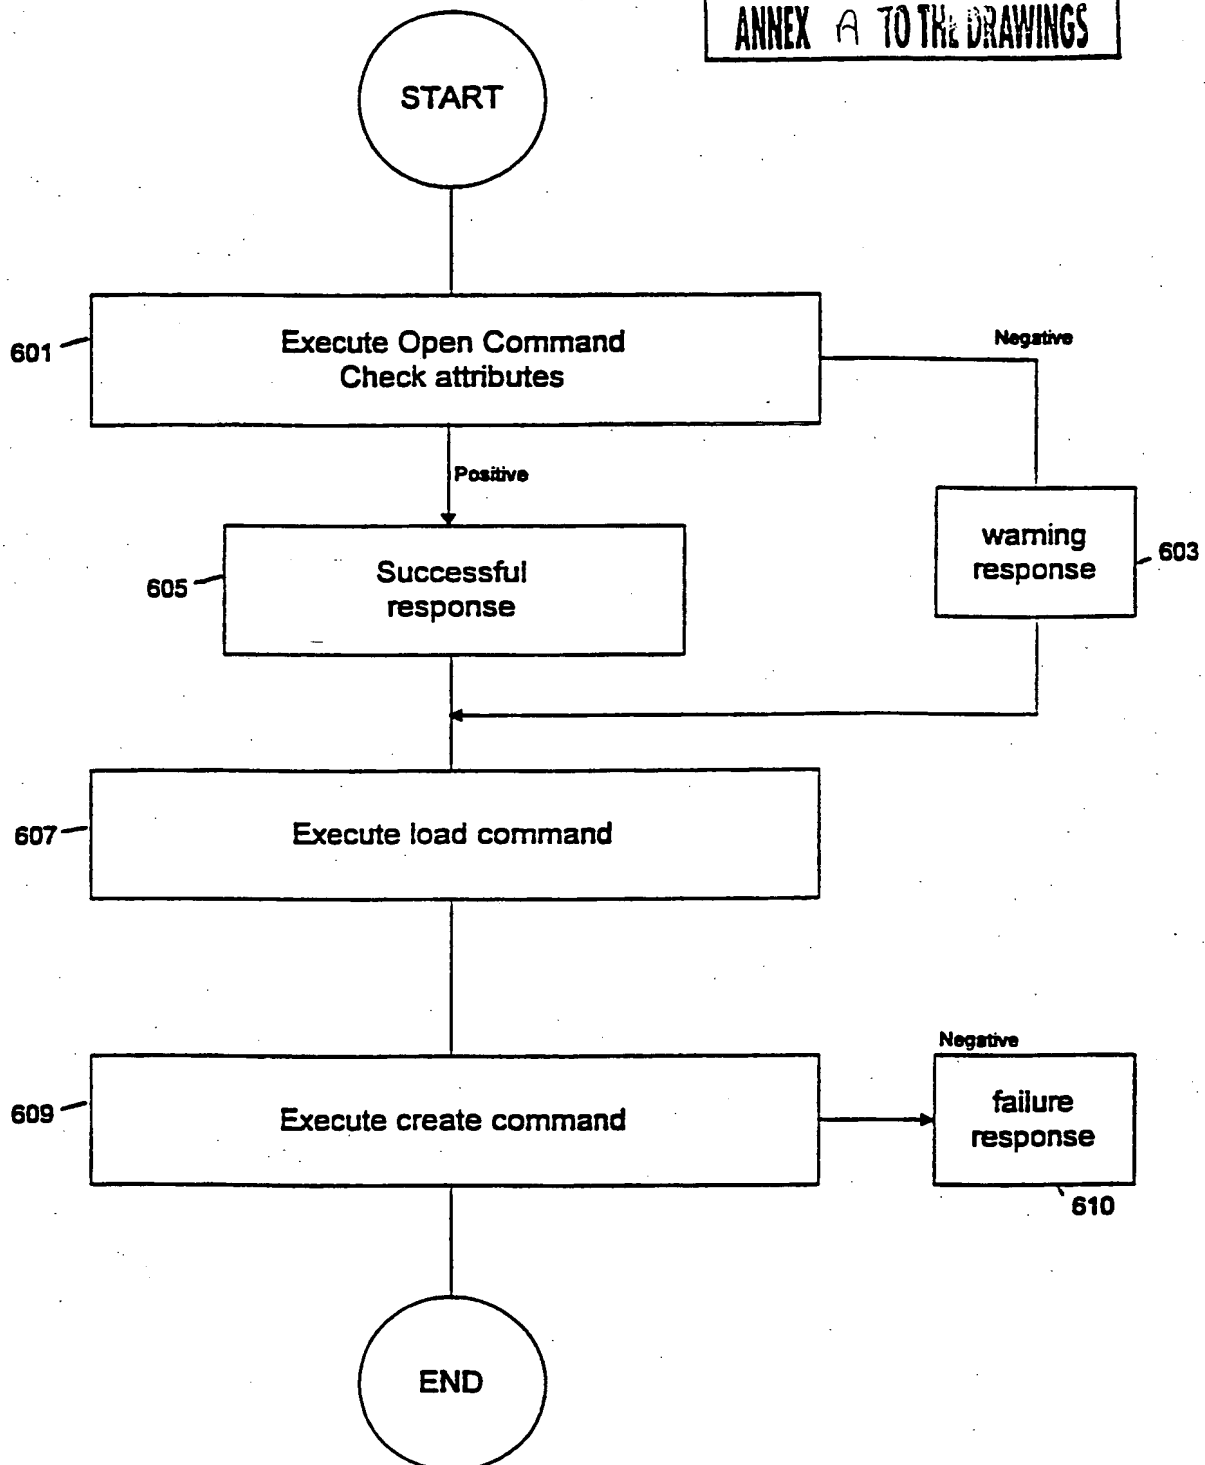 ANNEX A TO THE DRAWINGS
START
601
Execute Open Command
Check attributes
Negative
Positive
605
Successful
response
warning
response
603
607
Execute load command
609
Execute create command
Negative
failure
response
610
END